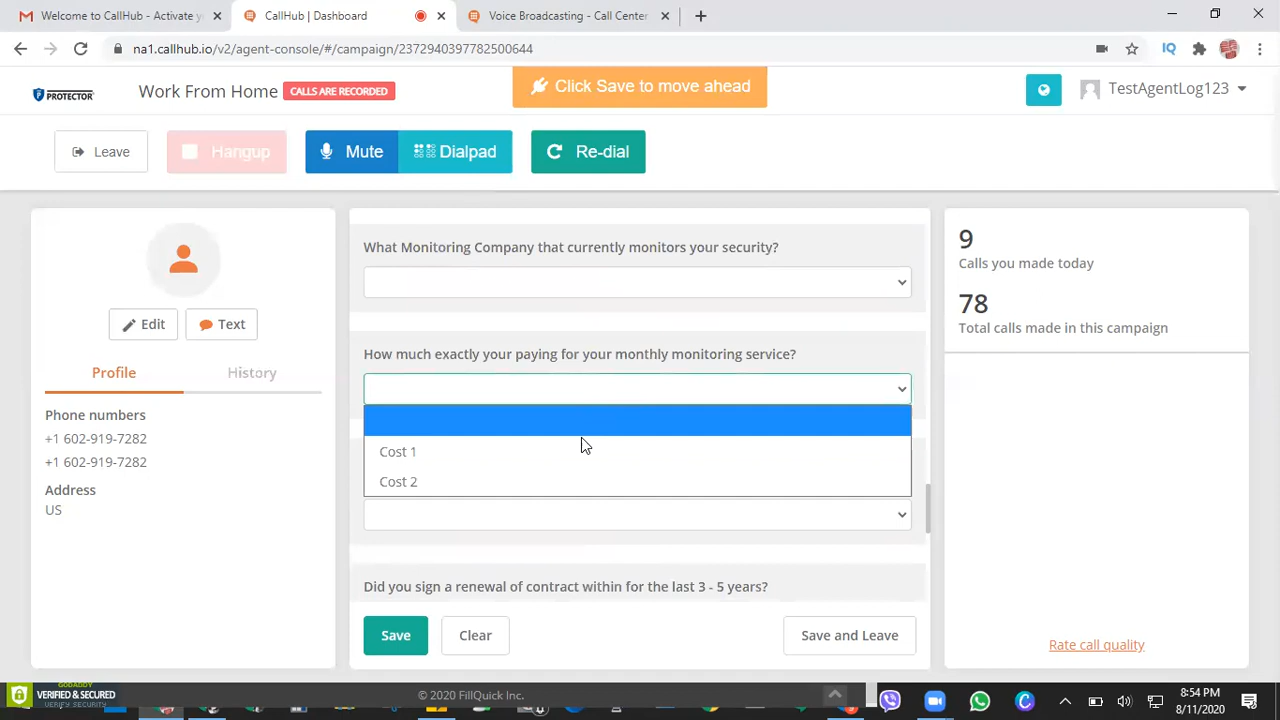 Welcome to CallHub - Activate y
CallHub | Dashboard
Voice Broadcasting - Call Center
na1.callhub.io/v2/agent-console/#/campaign/2372940397782500644
IQ
PROTECTOR
Work From Home
CALLS ARE RECORDED
Click Save to move ahead
TestAgentLog123
Leave
Hangup
Mute
Dialpad
Re-dial
Edit
Text
Profile
History
Phone numbers
+1 602-919-7282
+1 602-919-7282
Address
US
What Monitoring Company that currently monitors your security?
How much exactly your paying for your monthly monitoring service?
Cost 1
Cost 2
Did you sign a renewal of contract within for the last 3 - 5 years?
Save
Clear
Save and Leave
9
Calls you made today
78
Total calls made in this campaign
Rate call quality
GODADDY
VERIFIED & SECURED
VERIFY SECURITY
© 2020 FillQuick Inc.
8:54 PM
8/11/2020